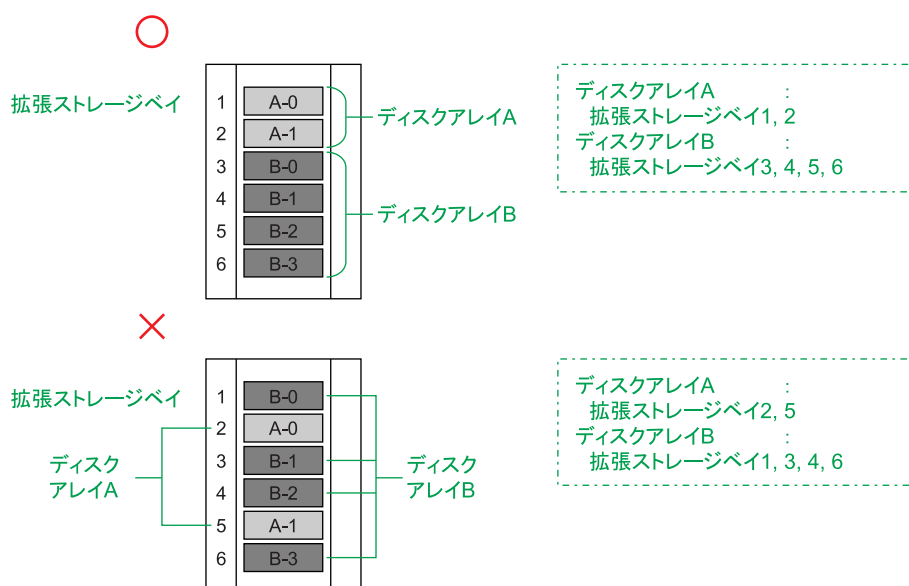 拡張ストレージベイ
1 A-0
2 A-1
3 B-0
4 B-1
5 B-2
6 B-3
ディスクアレイA
ディスクアレイB
ディスクアレイA :
拡張ストレージベイ1, 2
ディスクアレイB :
拡張ストレージベイ3, 4, 5, 6
拡張ストレージベイ
ディスク
アレイA
1 B-0
2 A-0
3 B-1
4 B-2
5 A-1
6 B-3
ディスク
アレイB
ディスクアレイA :
拡張ストレージベイ2, 5
ディスクアレイB :
拡張ストレージベイ1, 3, 4, 6